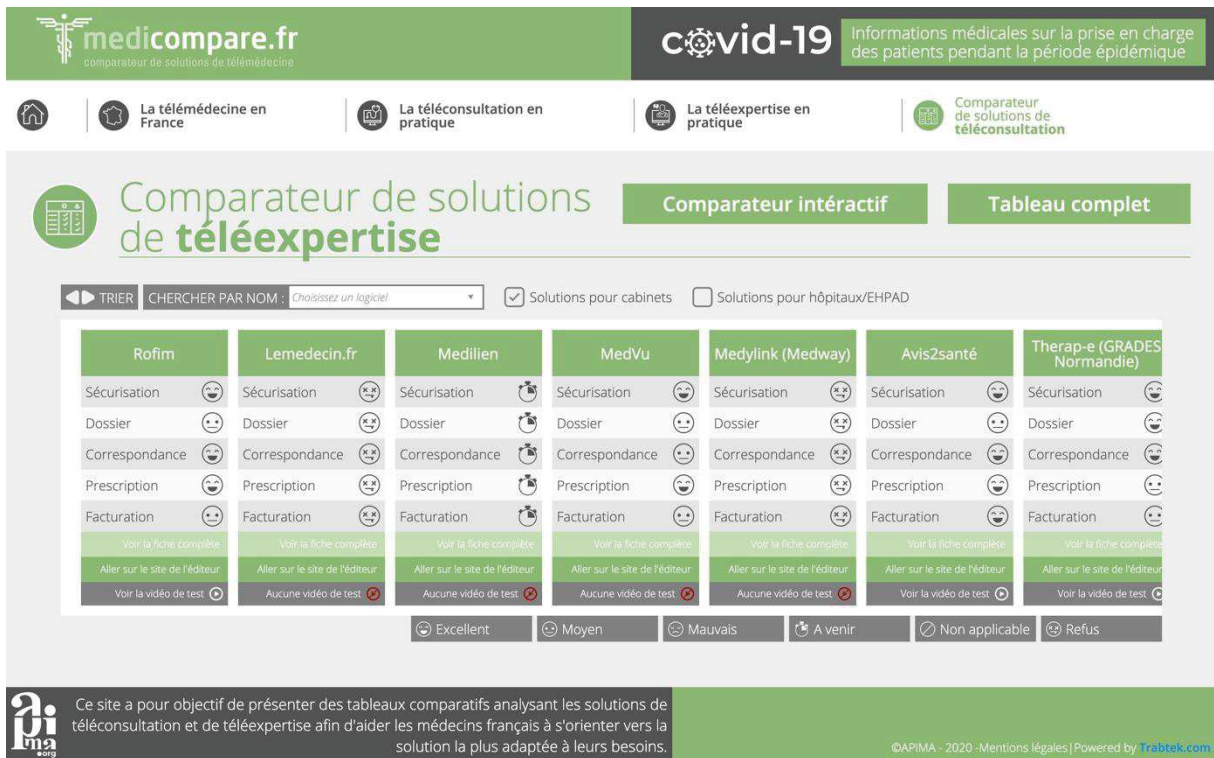 medicompare.fr
comparateur de solutions de télémédecine
covid-19
Informations médicales sur la prise en charge
des patients pendant la période épidémique
La télémédecine en
France
La téléconsultation en
pratique
La téléexpertise en
pratique
Comparateur
de solutions de
téléconsultation
Comparateur de solutions
de téléexpertise
Comparateur intéractif
Tableau complet
TRIER
CHERCHER PAR NOM :
Choisissez un logiciel
Solutions pour cabinets
Solutions pour hôpitaux/EHPAD
Rofim
Sécurisation
Dossier
Correspondance
Prescription
Facturation
Voir la fiche complète
Aller sur le site de l'éditeur
Voir la vidéo de test
Lemedecin.fr
Sécurisation
Dossier
Correspondance
Prescription
Facturation
Voir la fiche complète
Aller sur le site de l'éditeur
Aucune vidéo de test
Medilien
Sécurisation
Dossier
Correspondance
Prescription
Facturation
Voir la fiche complète
Aller sur le site de l'éditeur
Aucune vidéo de test
MedVu
Sécurisation
Dossier
Correspondance
Prescription
Facturation
Voir la fiche complète
Aller sur le site de l'éditeur
Aucune vidéo de test
Medylink (Medway)
Sécurisation
Dossier
Correspondance
Prescription
Facturation
Voir la fiche complète
Aller sur le site de l'éditeur
Aucune vidéo de test
Avis2santé
Sécurisation
Dossier
Correspondance
Prescription
Facturation
Voir la fiche complète
Aller sur le site de l'éditeur
Voir la vidéo de test
Therap-e (GRADES
Normandie)
Sécurisation
Dossier
Correspondance
Prescription
Facturation
Voir la fiche complète
Aller sur le site de l'éditeur
Voir la vidéo de test
Excellent
Moyen
Mauvais
A venir
Non applicable
Refus
apima
.org
Ce site a pour objectif de présenter des tableaux comparatifs analysant les solutions de
téléconsultation et de téléexpertise afin d'aider les médecins français à s'orienter vers la
solution la plus adaptée à leurs besoins.
©APIMA - 2020 -Mentions légales|Powered by Trabtek.com